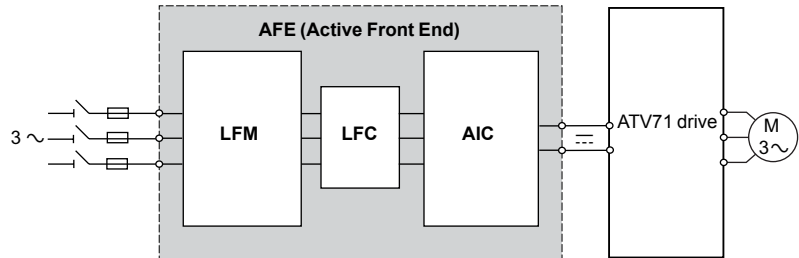 AFE (Active Front End)
LFM
LFC
AIC
ATV71 drive
3 ~
M
3 ~